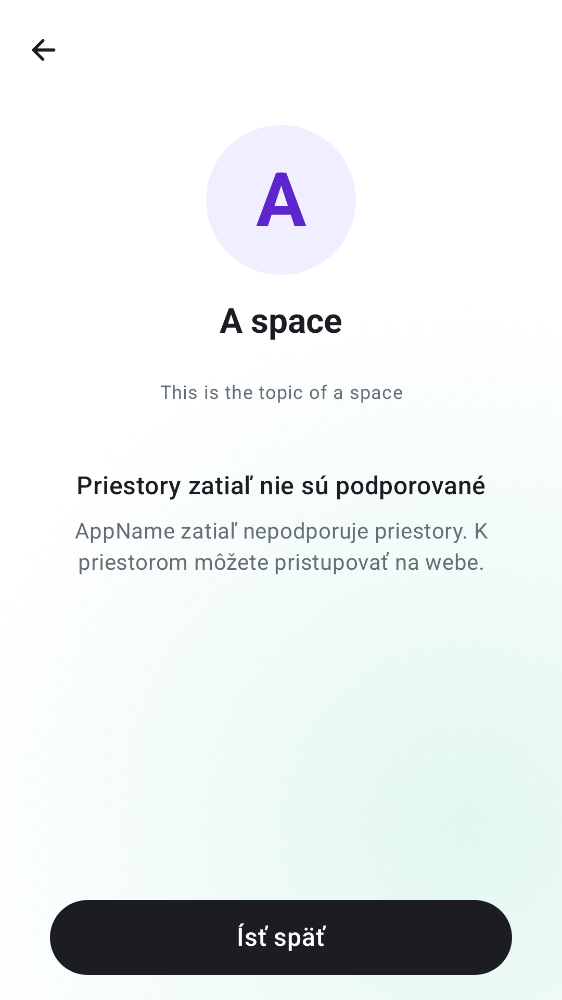 A
A space
This is the topic of a space
Priestory zatiaľ nie sú podporované
AppName zatiaľ nepodporuje priestory. K
priestorom môžete pristupovať na webe.
Ísť späť